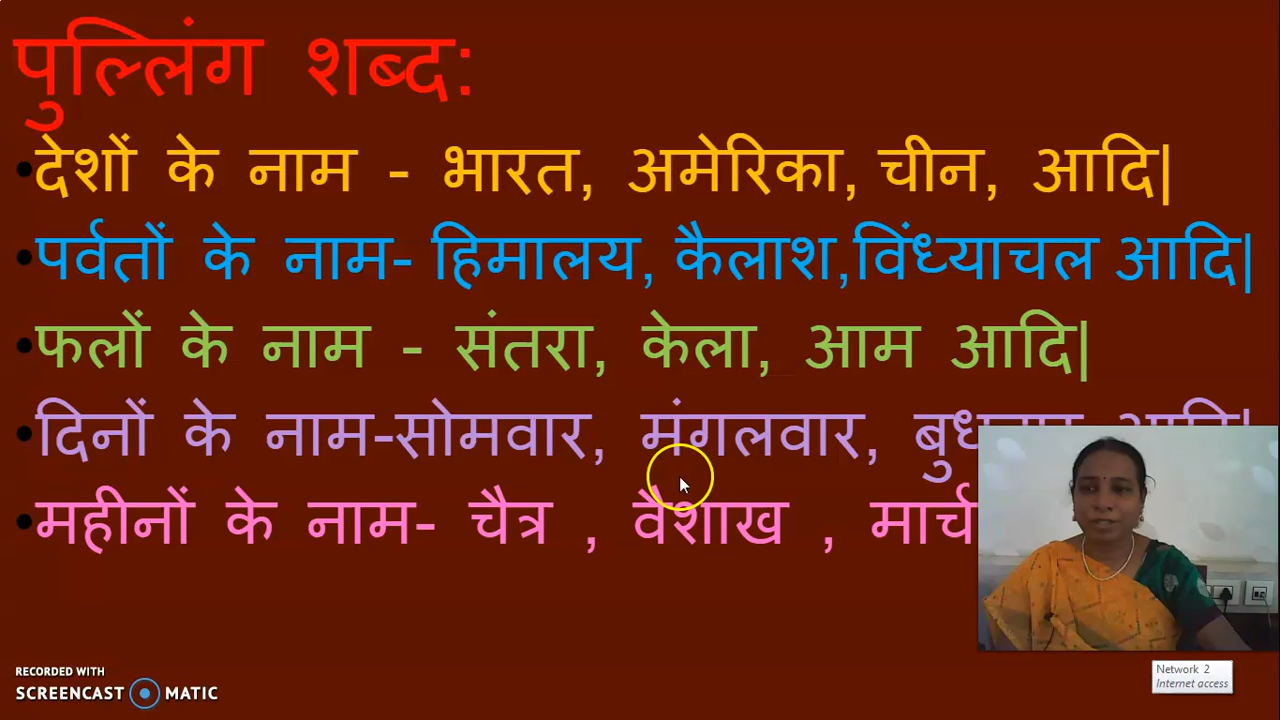 पुल्लिंग शब्द:
•देशों के नाम - भारत, अमेरिका, चीन, आदि|
•पर्वतों के नाम- हिमालय, कैलाश,विंध्याचल आदि|
•फलों के नाम - संतरा, केला, आम आदि|
•दिनों के नाम-सोमवार, मंगलवार, आदि|
•महीनों के नाम- चैत्र , वैशाख , मार्च
RECORDED WITH
SCREENCAST MATIC
Network 2
Internet access